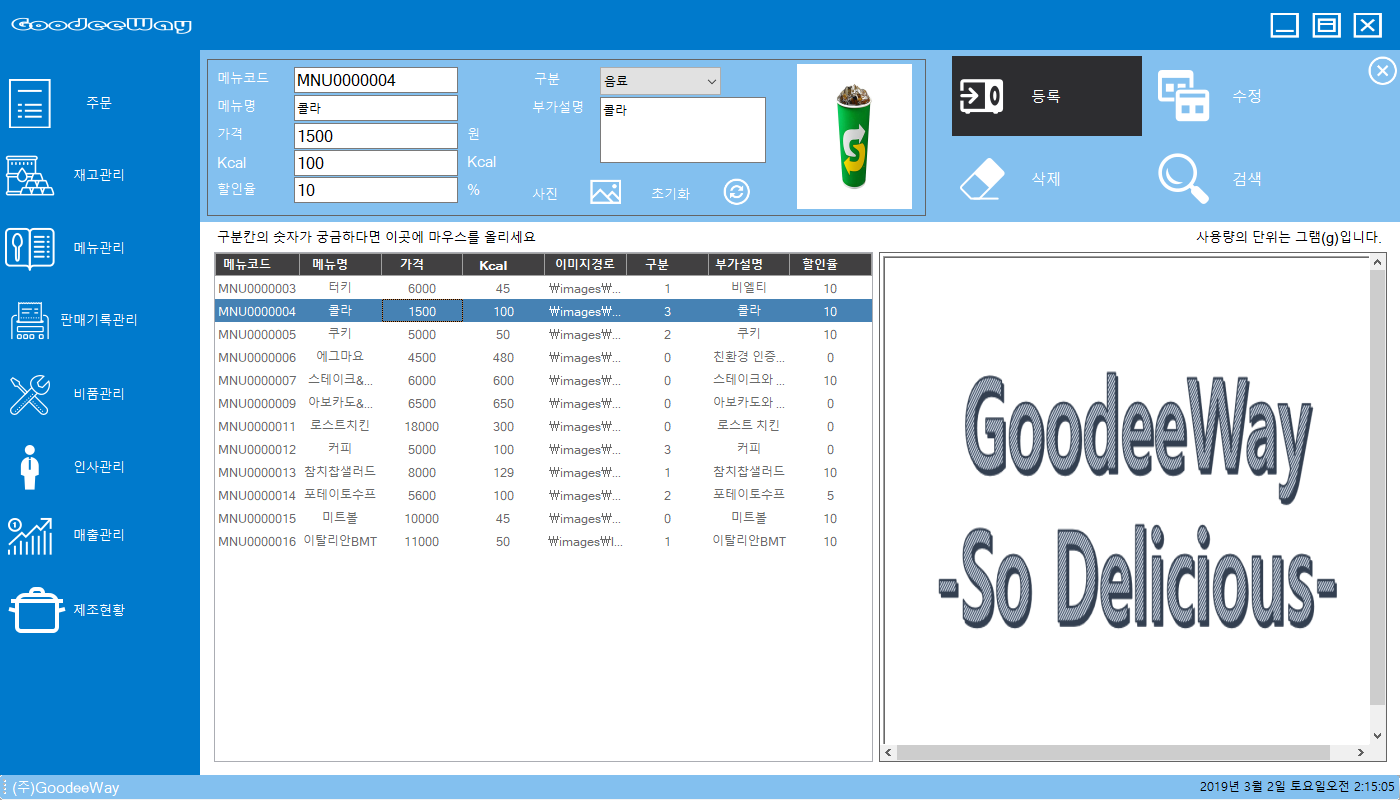 GoodeeWay
주문
재고관리
메뉴관리
판매기록관리
비품관리
인사관리
매출관리
제조현황
메뉴코드 MNU0000004
메뉴명 콜라
가격 1500 원
Kcal 100 Kcal
할인율 10 %
구분 음료
부가설명 콜라
사진 초기화
등록 수정
삭제 검색
구분칸의 숫자가 궁금하다면 이곳에 마우스를 올리세요
사용량의 단위는 그램(g)입니다.
메뉴코드 메뉴명 가격 Kcal 이미지경로 구분 부가설명 할인율
MNU0000003 터키 6000 45 ₩images₩... 1 비엘티 10
MNU0000004 콜라 1500 100 ₩images₩... 3 콜라 10
MNU0000005 쿠키 5000 50 ₩images₩... 2 쿠키 10
MNU0000006 에그마요 4500 480 ₩images₩... 0 친환경 인증... 0
MNU0000007 스테이크&... 6000 600 ₩images₩... 0 스테이크와 ... 10
MNU0000009 아보카도&... 6500 650 ₩images₩... 0 아보카도와 ... 0
MNU0000011 로스트치킨 18000 300 ₩images₩... 0 로스트 치킨 0
MNU0000012 커피 5000 100 ₩images₩... 3 커피 0
MNU0000013 참치찹샐러드 8000 129 ₩images₩... 1 참치찹샐러드 10
MNU0000014 포테이토수프 5600 100 ₩images₩... 2 포테이토수프 5
MNU0000015 미트볼 10000 45 ₩images₩... 0 미트볼 10
MNU0000016 이탈리안BMT 11000 50 ₩images₩I... 1 이탈리안BMT 10
GoodeeWay
-So Delicious-
(주)GoodeeWay
2019년 3월 2일 토요일오전 2:15:05